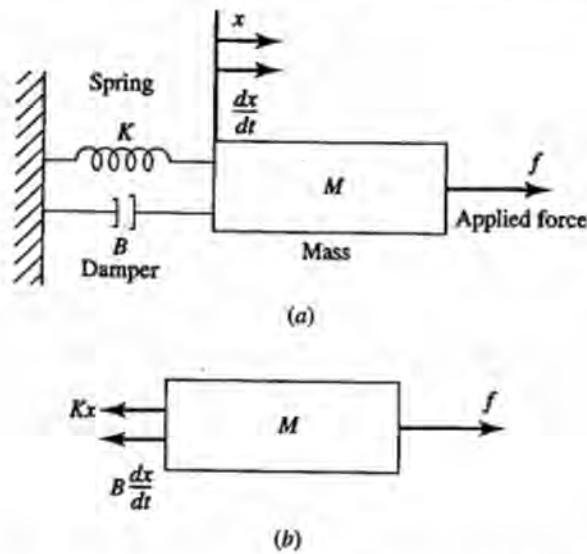 x
Spring
dx
dt
K
M
f
Applied force
B
Damper
Mass
(a)
Kx
M
f
B dx
dt
(b)